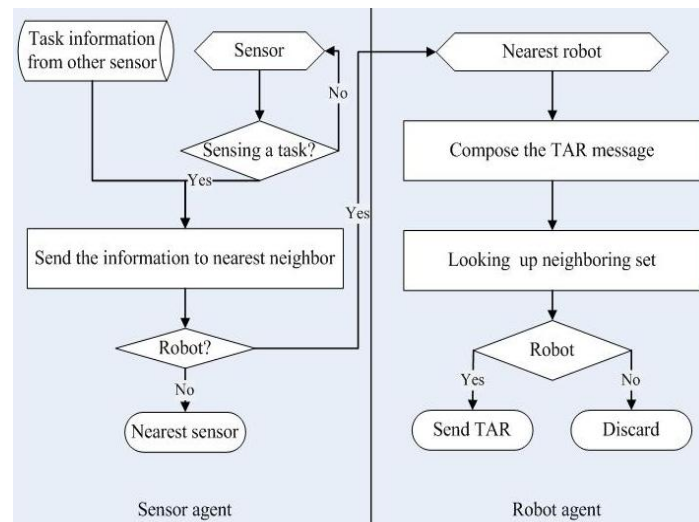 Task information
from other sensor
Sensor
No
Sensing a task?
Yes
Send the information to nearest neighbor
Robot?
No
Nearest sensor
Sensor agent
Yes
Nearest robot
Compose the TAR message
Looking up neighboring set
Robot
Yes
No
Send TAR
Discard
Robot agent